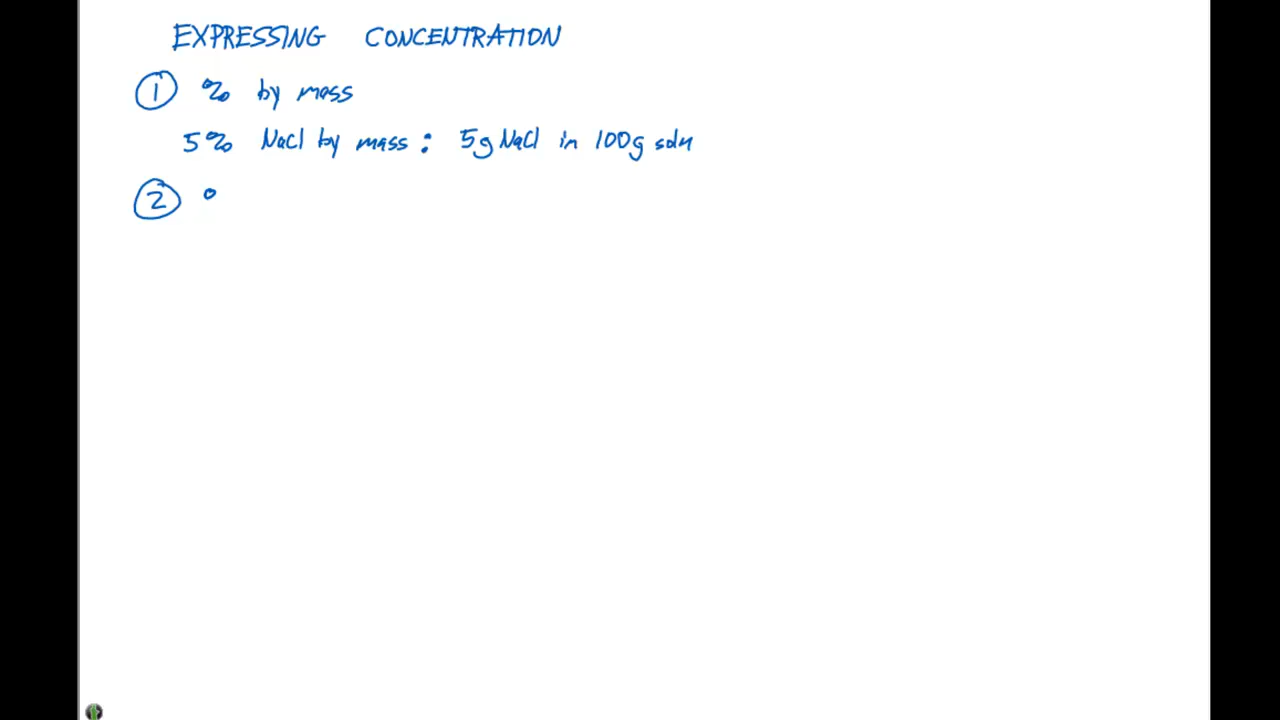 EXPRESSING CONCENTRATION
① % by mass
5% NaCl by mass : 5g NaCl in 100g soln
②